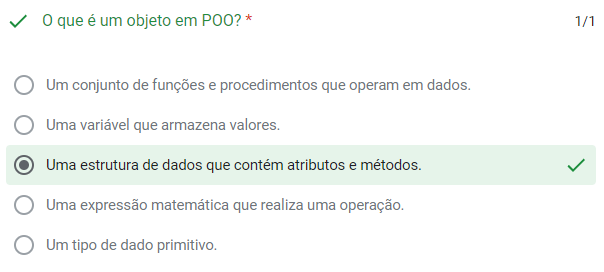 O que é um objeto em POO? *
1/1
Um conjunto de funções e procedimentos que operam em dados.
Uma variável que armazena valores.
Uma estrutura de dados que contém atributos e métodos.
Uma expressão matemática que realiza uma operação.
Um tipo de dado primitivo.